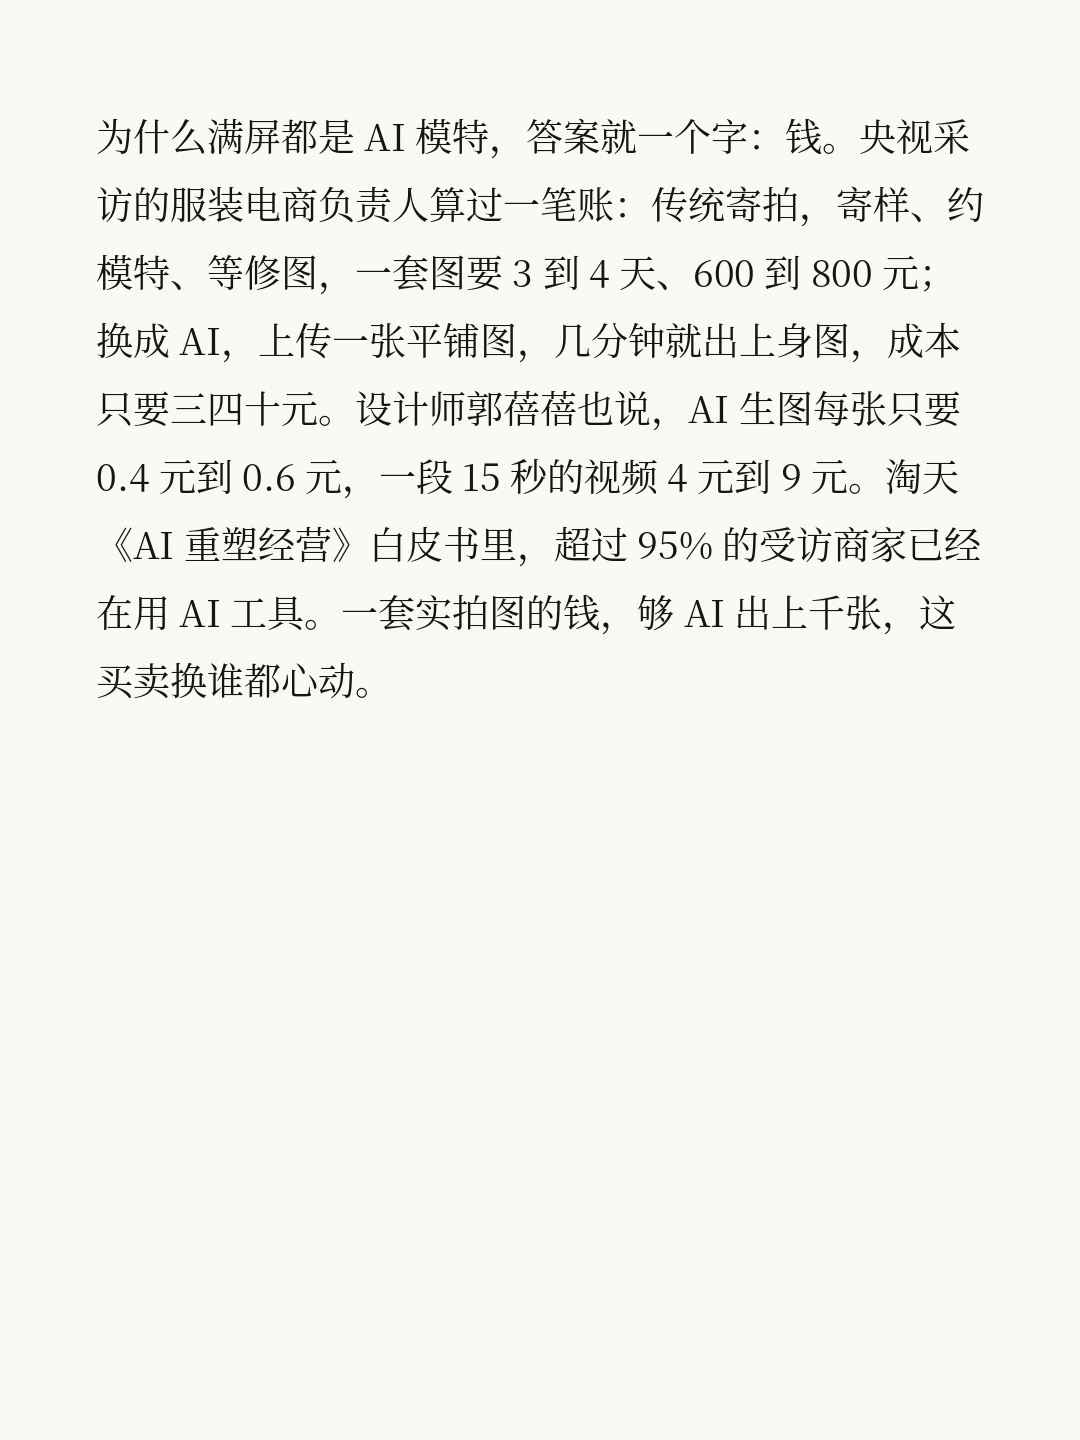 为什么满屏都是 AI 模特，答案就一个字：钱。央视采
访的服装电商负责人算过一笔账：传统寄拍，寄样、约
模特、等修图，一套图要 3 到 4 天、600 到 800 元；
换成 AI，上传一张平铺图，几分钟就出上身图，成本
只要三四十元。设计师郭蓓蓓也说，AI 生图每张只要
0.4 元到 0.6 元，一段 15 秒的视频 4 元到 9 元。淘天
《AI 重塑经营》白皮书里，超过 95% 的受访商家已经
在用 AI 工具。一套实拍图的钱，够 AI 出上千张，这
买卖换谁都心动。